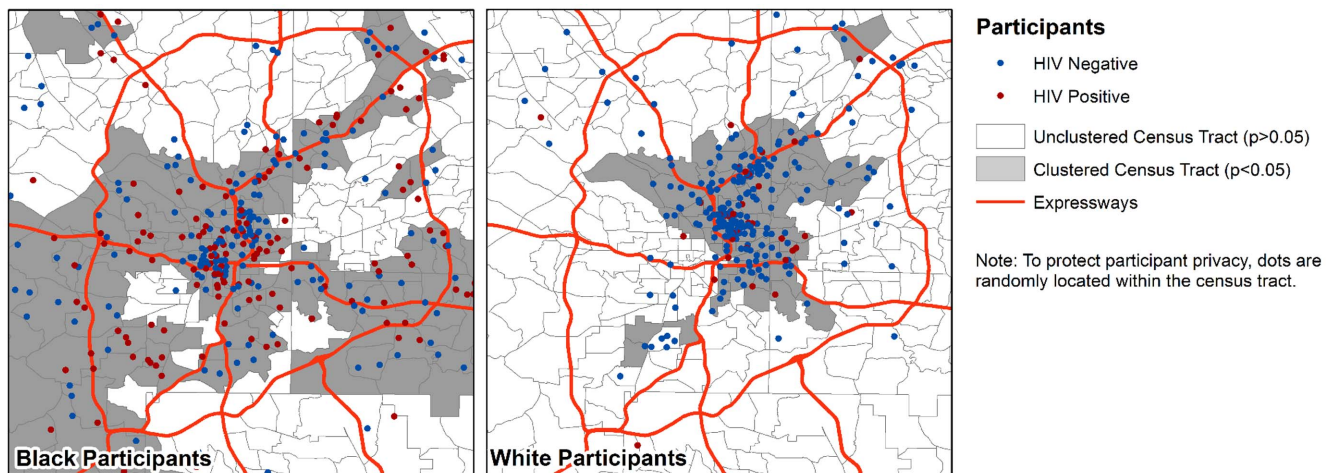 Participants
HIV Negative
HIV Positive
Unclustered Census Tract (p>0.05)
Clustered Census Tract (p<0.05)
Expressways
Note: To protect participant privacy, dots are
randomly located within the census tract.
Black Participants
White Participants